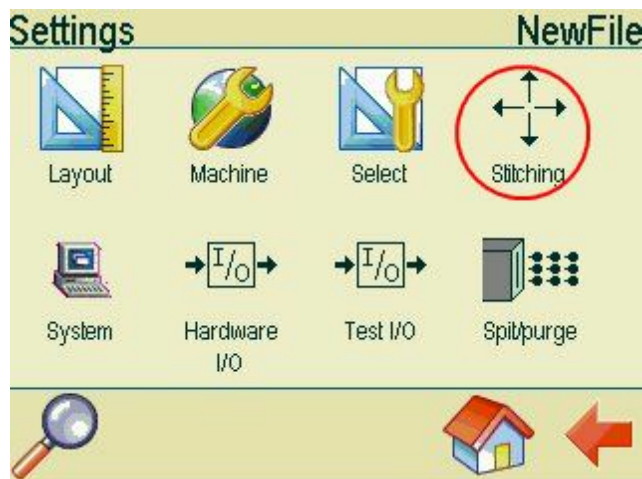 Settings NewFile
Layout Machine Select Stitching
I/O I/O
System Hardware Test I/O Spit/purge
I/O